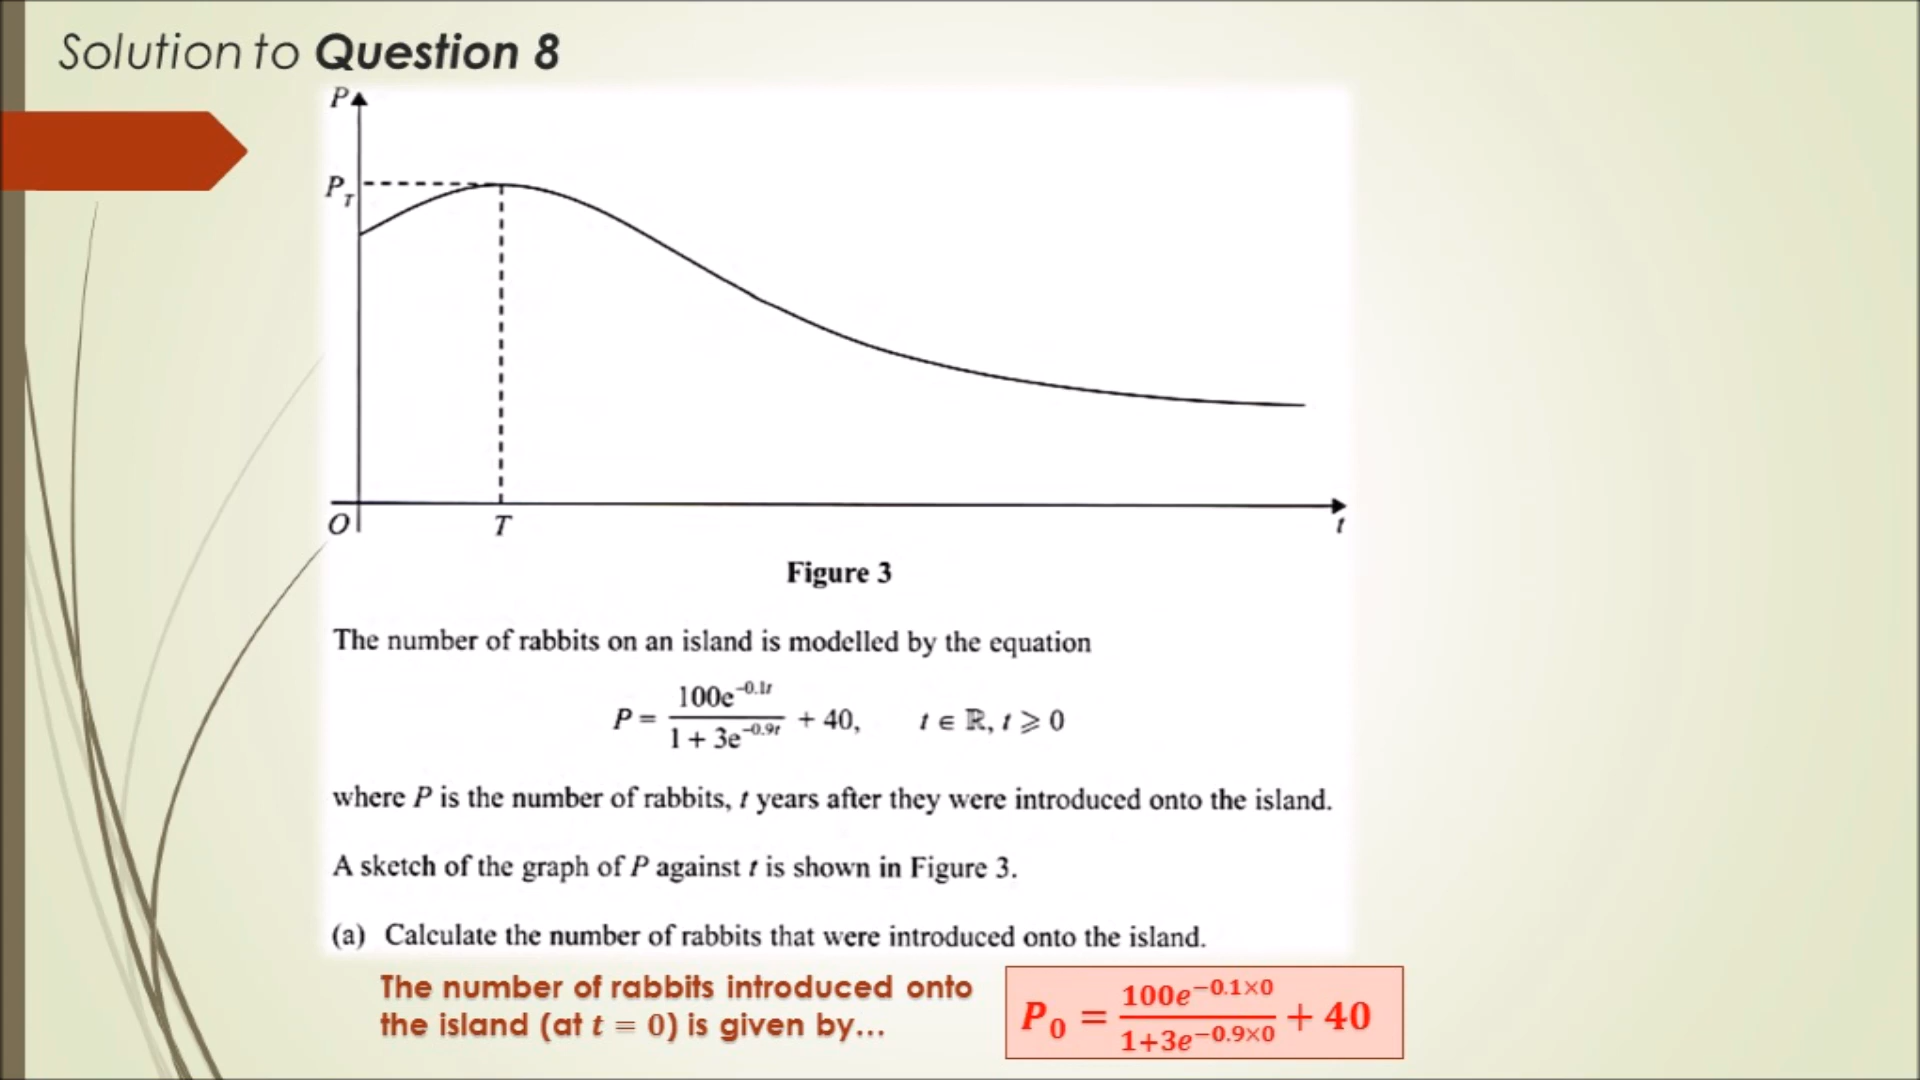 Solution to Question 8
P
P_T
O
T
t
Figure 3
The number of rabbits on an island is modelled by the equation
P = \frac{100e^{-0.1t}}{1 + 3e^{-0.9t}} + 40,    t ∈ ℝ, t ⩾ 0
where P is the number of rabbits, t years after they were introduced onto the island.
A sketch of the graph of P against t is shown in Figure 3.
(a) Calculate the number of rabbits that were introduced onto the island.
The number of rabbits introduced onto
the island (at t = 0) is given by...
P_0 = \frac{100e^{-0.1×0}}{1+3e^{-0.9×0}} + 40